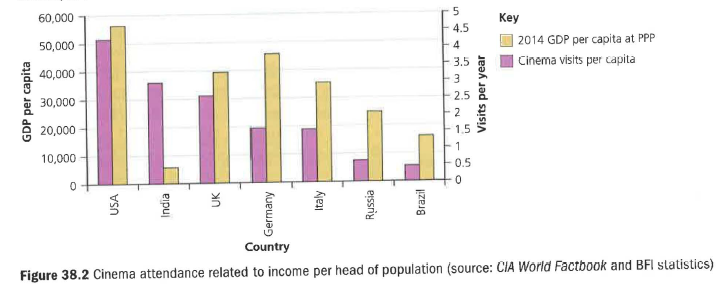 60,000
50,000
40,000
30,000
20,000
10,000
0
GDP per capita
5
4.5
4
3.5
3
2.5
2
1.5
1
0.5
0
Visits per year
USA
India
UK
Germany
Italy
Russia
Brazil
Country
Key
2014 GDP per capita at PPP
Cinema visits per capita
Figure 38.2 Cinema attendance related to income per head of population (source: CIA World Factbook and BFI statistics)